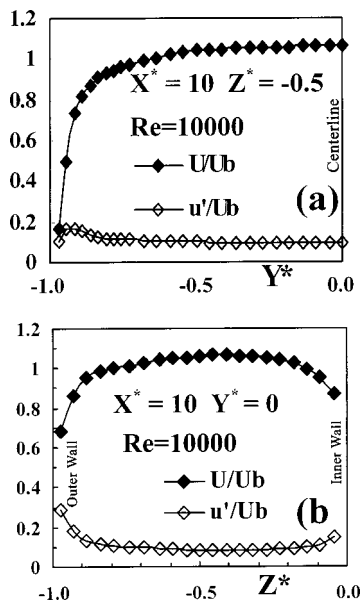 1.2
1
0.8
0.6
0.4
0.2
0
X* = 10 Z* = -0.5
Re=10000
U/Ub
u'/Ub
Centerline
(a)
-1.0
-0.5
0.0
Y*
1.2
1
0.8
0.6
0.4
0.2
0
X* = 10 Y* = 0
Re=10000
Outer Wall
Inner Wall
U/Ub
u'/Ub
(b)
-1.0
-0.5
0.0
Z*